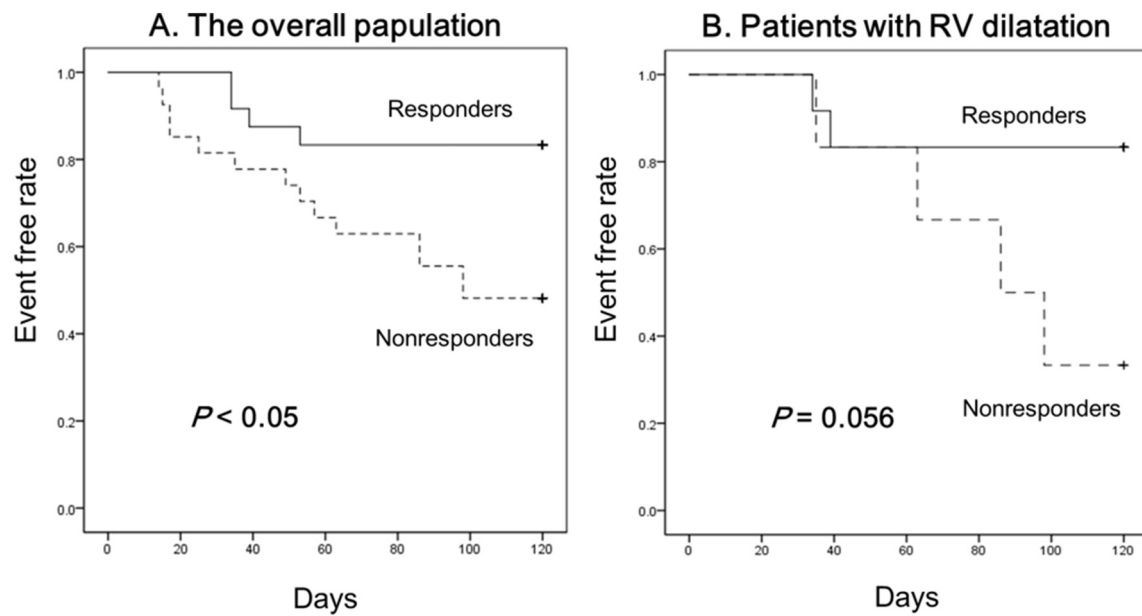 A. The overall papulation
1.0
0.8
0.6
0.4
0.2
0.0
Event free rate
Responders
Nonresponders
P < 0.05
0 20 40 60 80 100 120
Days
B. Patients with RV dilatation
1.0
0.8
0.6
0.4
0.2
0.0
Event free rate
Responders
Nonresponders
P = 0.056
0 20 40 60 80 100 120
Days